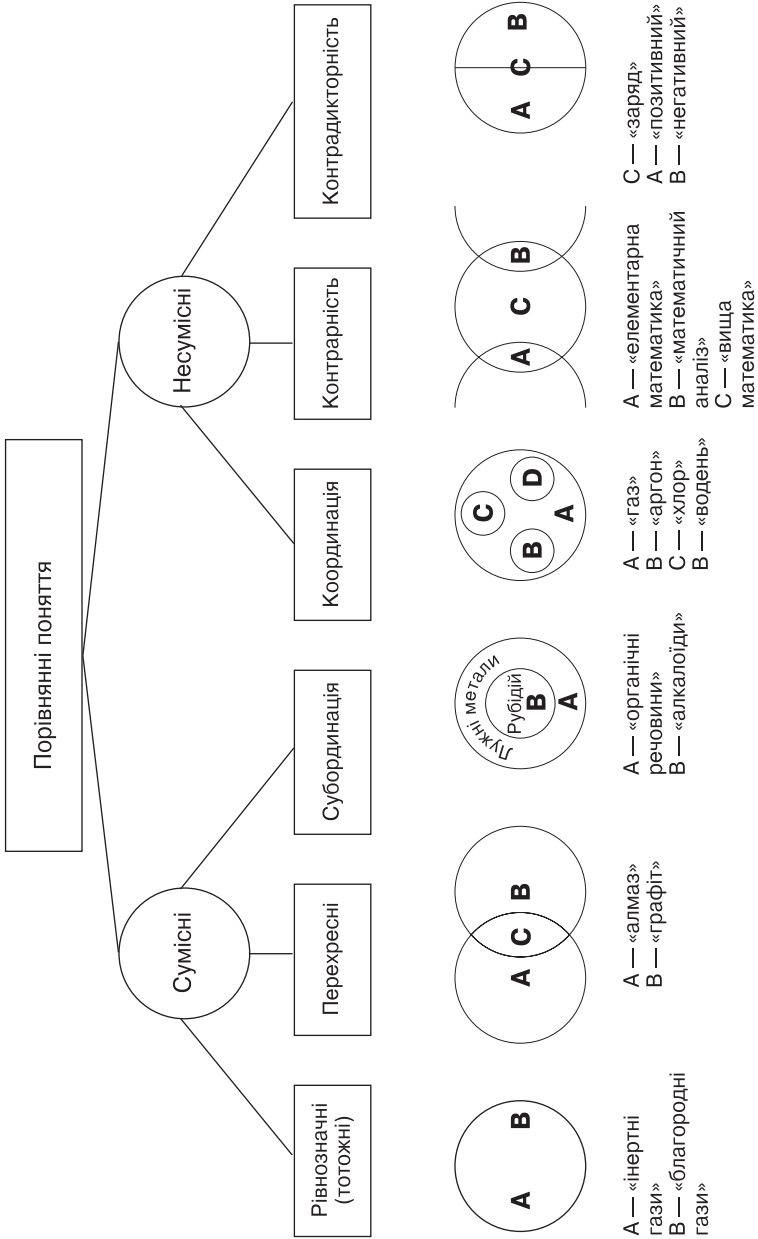 Порівнянні поняття
Сумісні
Несумісні
Рівнозначні
(тотожні)
Перехресні
Субординація
Координація
Контрарність
Контрадикторність
A
B
A
C
B
Лужні метали
Рубідій
B
A
C
B
D
A
A
C
B
A
C
B
A — «інертні
гази»
B — «благородні
гази»
A — «алмаз»
B — «графіт»
A — «органічні
речовини»
B — «алкалоїди»
A — «газ»
B — «аргон»
C — «хлор»
B — «водень»
A — «елементарна
математика»
B — «математичний
аналіз»
C — «вища
математика»
C — «заряд»
A — «позитивний»
B — «негативний»